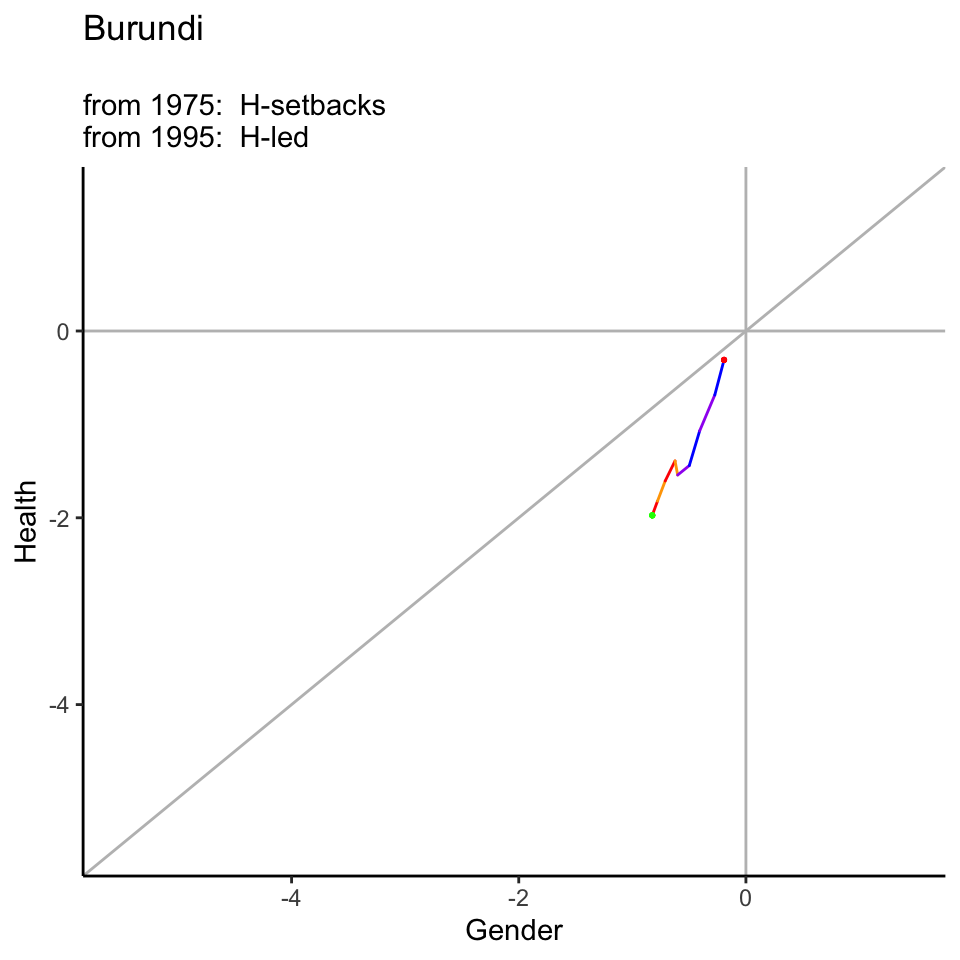 Burundi
from 1975:  H-setbacks
from 1995:  H-led
Health
0
-2
-4
-4
-2
0
Gender